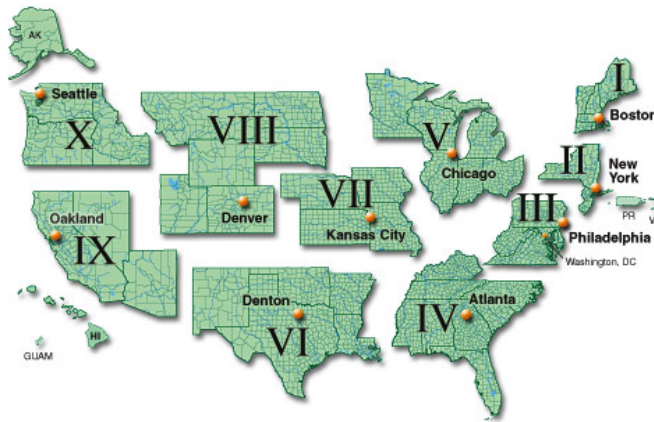 AK
Seattle
X
VIII
Denver
V
Chicago
I
Boston
II
New
York
PR
V
III
Philadelphia
Washington, DC
VII
Kansas City
Oakland
IX
HI
GUAM
Denton
VI
Atlanta
IV